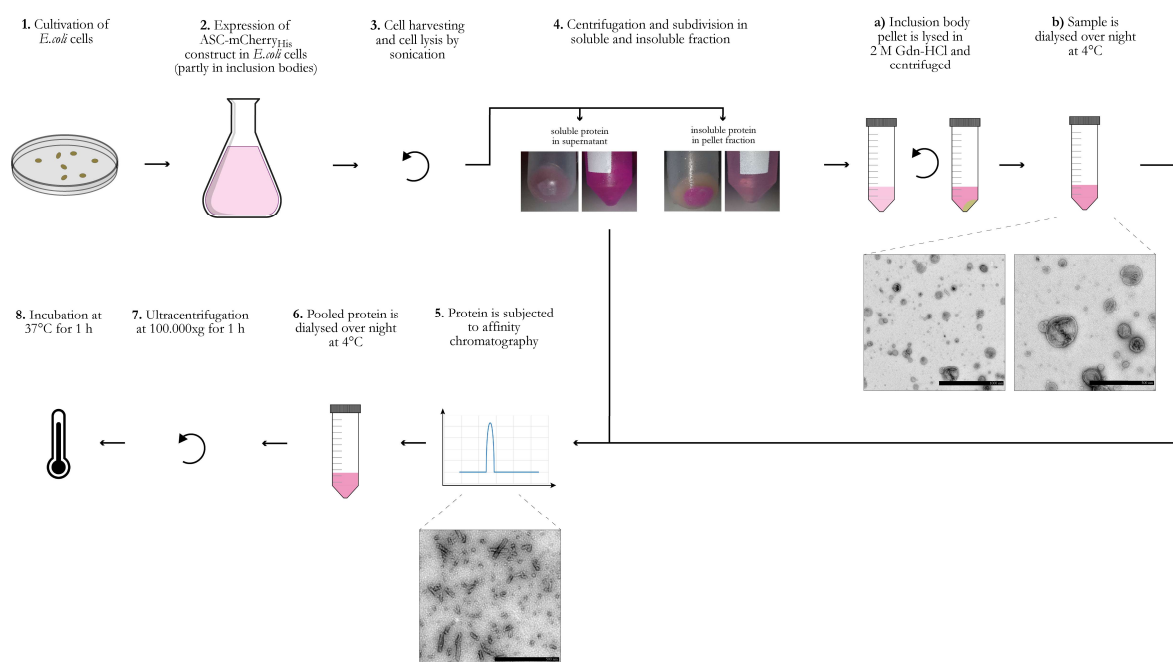 1. Cultivation of
E.coli cells
2. Expression of
ASC-mCherryHis
construct in E.coli cells
(partly in inclusion bodies)
3. Cell harvesting
and cell lysis by
sonication
4. Centrifugation and subdivision in
soluble and insoluble fraction
soluble protein
in supernatant
insoluble protein
in pellet fraction
a) Inclusion body
pellet is lysed in
2 M Gdn-HCl and
centrifuged
b) Sample is
dialysed over night
at 4°C
8. Incubation at
37°C for 1 h
7. Ultracentrifugation
at 100.000xg for 1 h
6. Pooled protein is
dialysed over night
at 4°C
5. Protein is subjected
to affinity
chromatography